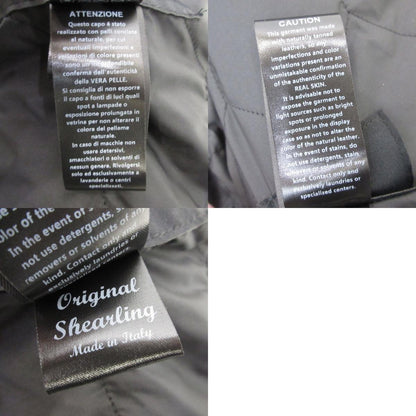 ATTENZIONE
Questo capo è stato
realizzato con pelli conciate
al naturale, per cui
eventuali imperfezioni e
variazioni di colore presenti
sono un inconfondibile
conferma dell'autenticità
della VERA PELLE.
Si consiglia di non esporre
il capo a fonti di luci quali
spot a lampade o
esposizione prolungata in
vetrina per non alterare il
colore del pellame
naturale.
In caso di macchie non
usare detersivi,
smacchiatori o solventi di
nessun genere. Rivolgersi
solo ed esclusivamente a
lavanderie o centri
specializzati.
CAUTION
This garment was made
with naturally tanned
leathers, so any
imperfections and color
variations present are an
unmistakable confirmation
of the authenticity of the
REAL SKIN.
It is advisable not to
expose the garment to
light sources such as bright
spots or prolonged
exposure in the display
case so as not to alter the
color of the natural leather.
In the event of stains, do
not use detergents, stain
removers or solvents of any
kind. Contact only and
exclusively laundries or
specialized centers.
color of the
In the event of
not use detergents, s
removers or solvents of any
kind. Contact only and
exclusively laundries
specialized centers.
Original
Shearling
Made in Italy